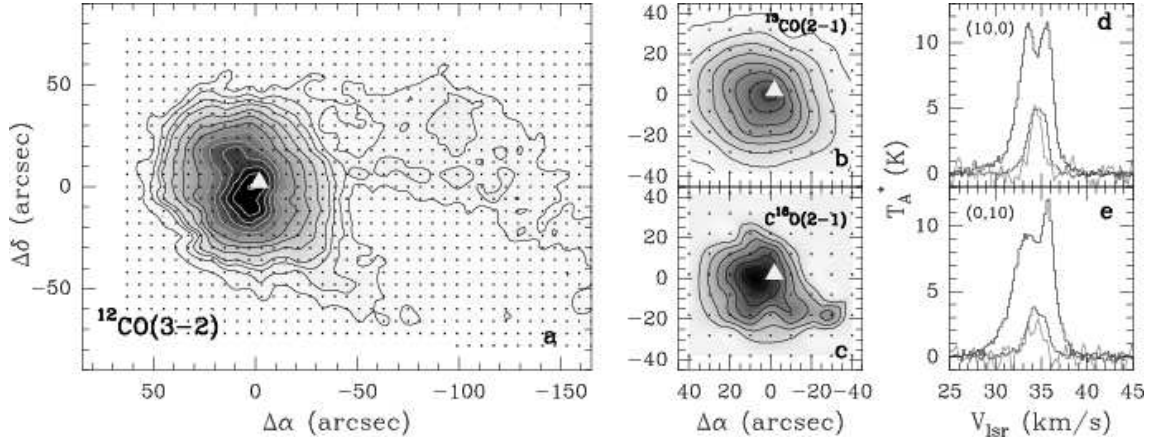 50
0
-50
Δδ (arcsec)
¹²CO(3−2)
a
50 0 -50 -100 -150
Δα (arcsec)
40
20
0
-20
-40
¹³CO(2−1)
b
40
20
0
-20
-40
C¹⁸O(2−1)
c
40 20 0 -20 -40
Δα (arcsec)
10
5
0
(10,0)
d
T_A* (K)
10
5
0
(0,10)
e
25 30 35 40 45
V_lsr (km/s)